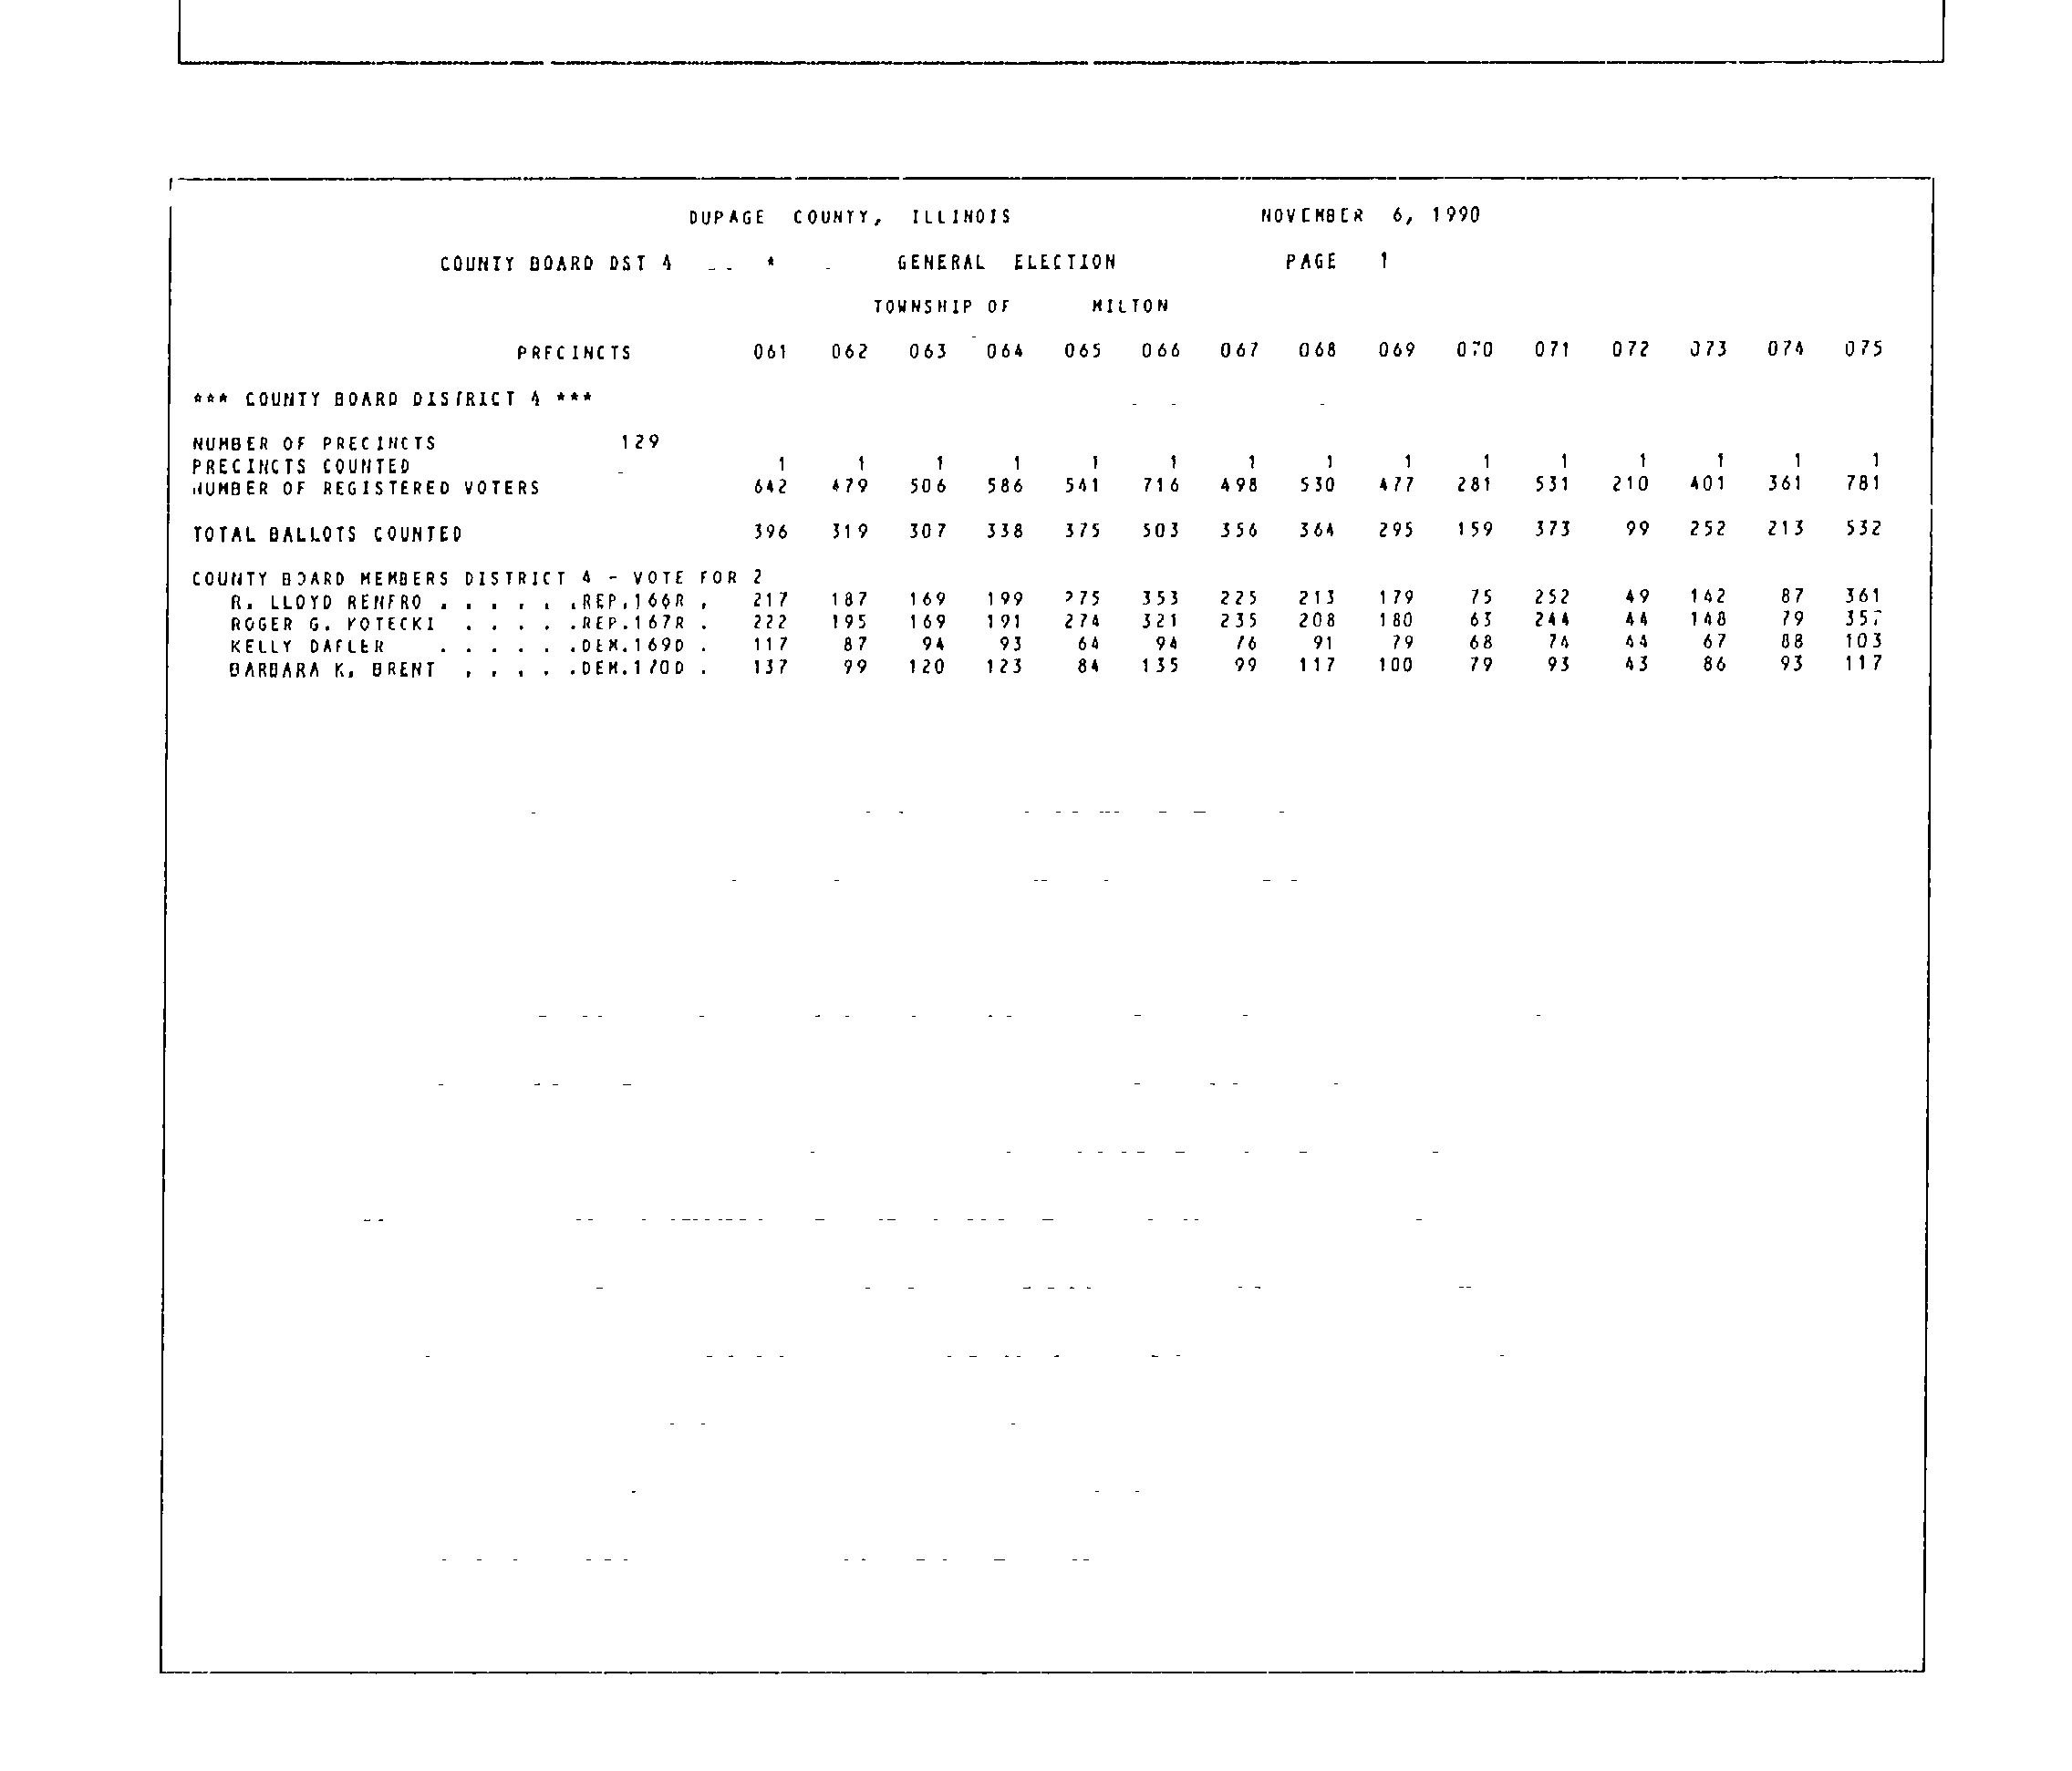 DUPAGE COUNTY, ILLINOIS NOVEMBER 6, 1990
COUNTY BOARD DST 4 * GENERAL ELECTION PAGE 1
TOWNSHIP OF MILTON
PRECINCTS 061 062 063 064 065 066 067 068 069 070 071 072 073 074 075
*** COUNTY BOARD DISTRICT 4 ***
NUMBER OF PRECINCTS 129
PRECINCTS COUNTED 1 1 1 1 1 1 1 1 1 1 1 1 1 1 1
NUMBER OF REGISTERED VOTERS 642 479 506 586 541 716 498 530 477 281 531 210 401 361 781
TOTAL BALLOTS COUNTED 396 319 307 338 375 503 356 364 295 159 373 99 252 213 532
COUNTY BOARD MEMBERS DISTRICT 4 - VOTE FOR 2
R. LLOYD RENFRO . . . . . .REP.166R . 217 187 169 199 275 353 225 213 179 75 252 49 142 87 361
ROGER G. KOTECKI . . . . .REP.167R . 222 195 169 191 274 321 235 208 180 63 244 44 148 79 357
KELLY DAFLER . . . . . .DEM.169D . 117 87 94 93 64 94 76 91 79 68 74 44 67 88 103
BARBARA K. BRENT . . . . .DEM.170D . 137 99 120 123 84 135 99 117 100 79 93 43 86 93 117